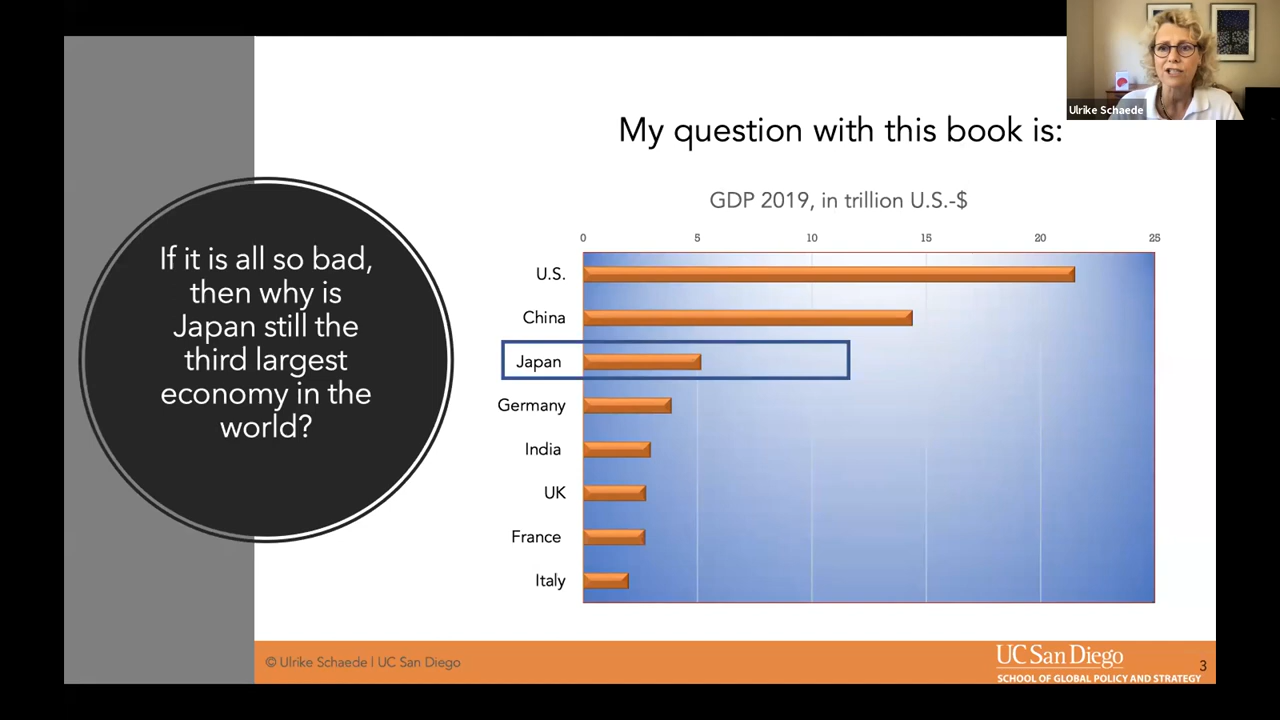 Ulrike Schaede
My question with this book is:
If it is all so bad,
then why is
Japan still the
third largest
economy in the
world?
GDP 2019, in trillion U.S.-$
0 5 10 15 20 25
U.S.
China
Japan
Germany
India
UK
France
Italy
© Ulrike Schaede | UC San Diego
UC San Diego
SCHOOL OF GLOBAL POLICY AND STRATEGY
3